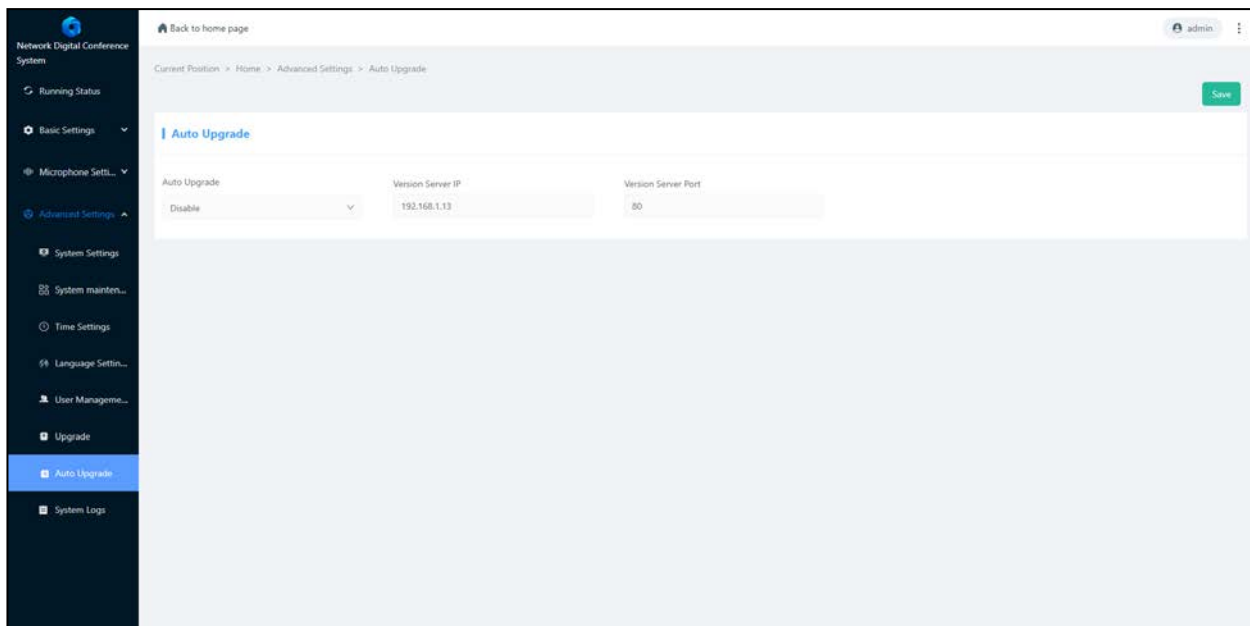 Network Digital Conference
System
Back to home page
admin
Current Position > Home > Advanced Settings > Auto Upgrade
Save
Running Status
Basic Settings
Microphone Setti...
Advanced Settings
System Settings
System mainten...
Time Settings
Language Settin...
User Manageme...
Upgrade
Auto Upgrade
System Logs
Auto Upgrade
Auto Upgrade
Disable
Version Server IP
192.168.1.13
Version Server Port
80